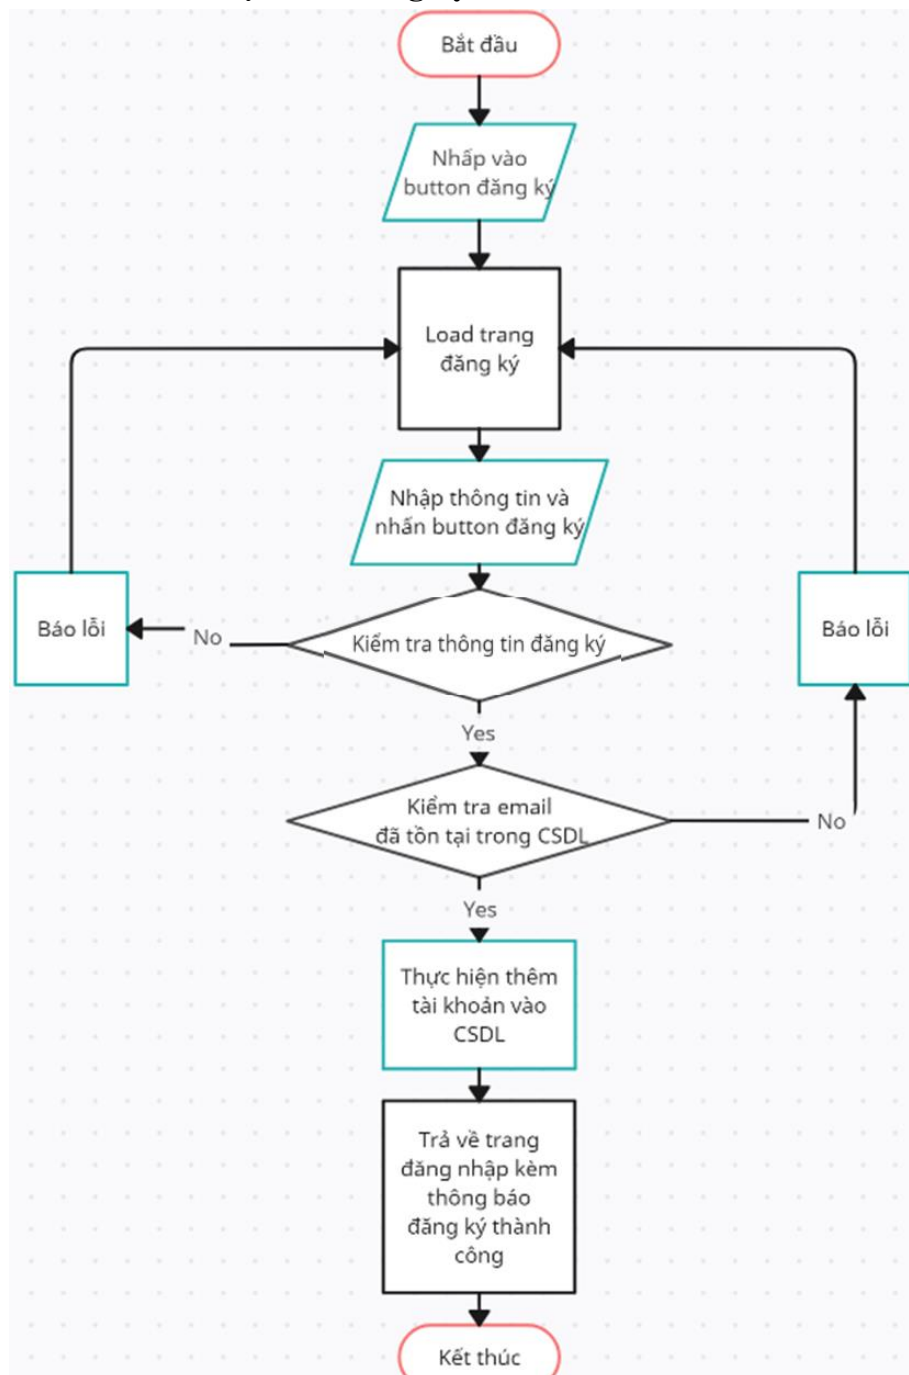 Bắt đầu
Nhấp vào
button đăng ký
Load trang
đăng ký
Nhập thông tin và
nhấn button đăng ký
Báo lỗi
No
Kiểm tra thông tin đăng ký
Báo lỗi
Yes
Kiểm tra email
đã tồn tại trong CSDL
No
Yes
Thực hiện thêm
tài khoản vào
CSDL
Trả về trang
đăng nhập kèm
thông báo
đăng ký thành
công
Kết thúc